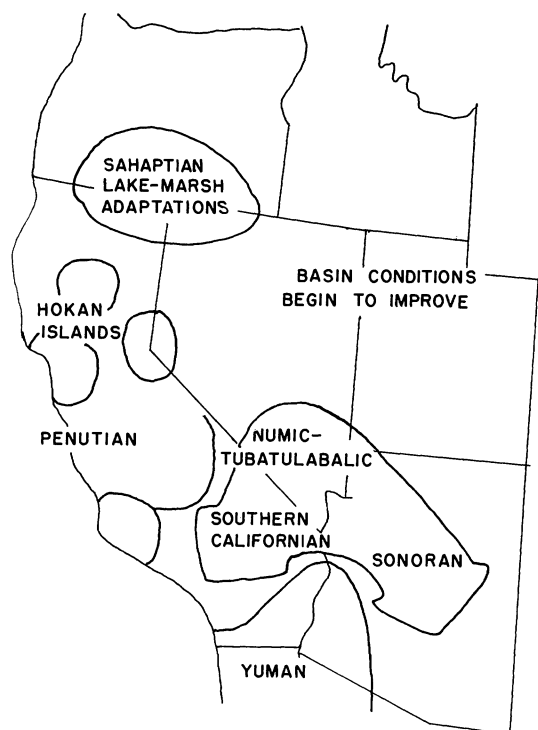 SAHAPTIAN
LAKE-MARSH
ADAPTATIONS
BASIN CONDITIONS
BEGIN TO IMPROVE
HOKAN
ISLANDS
PENUTIAN
NUMIC-
TUBATULABALIC
SOUTHERN
CALIFORNIAN
SONORAN
YUMAN